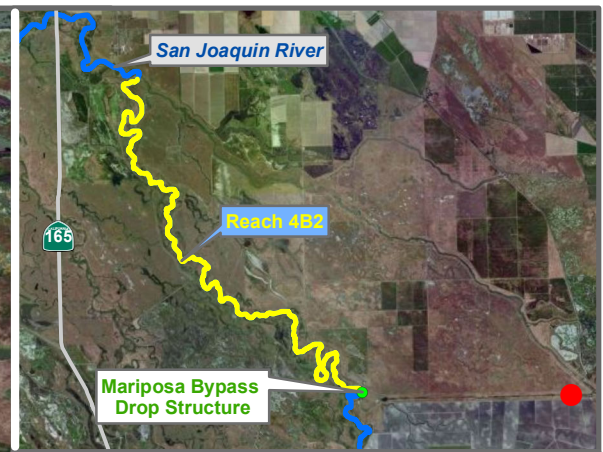 San Joaquin River
Reach 4B2
165
Mariposa Bypass
Drop Structure